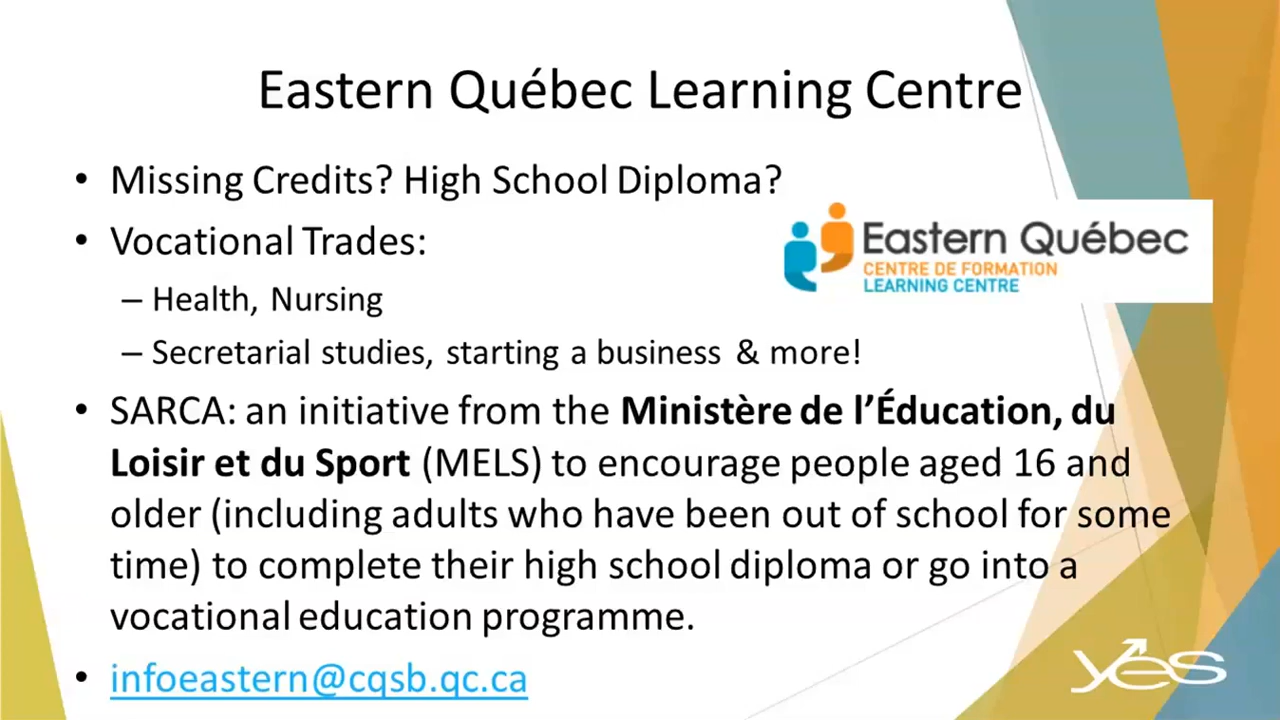 Eastern Québec Learning Centre
• Missing Credits? High School Diploma?
• Vocational Trades:
Eastern Québec
CENTRE DE FORMATION
LEARNING CENTRE
– Health, Nursing
– Secretarial studies, starting a business & more!
• SARCA: an initiative from the Ministère de l’Éducation, du
Loisir et du Sport (MELS) to encourage people aged 16 and
older (including adults who have been out of school for some
time) to complete their high school diploma or go into a
vocational education programme.
• infoeastern@cqsb.qc.ca
yes